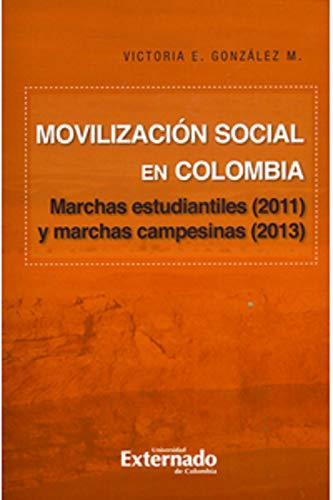 VICTORIA E. GONZÁLEZ M.
MOVILIZACIÓN SOCIAL
EN COLOMBIA
Marchas estudiantiles (2011)
y marchas campesinas (2013)
Universidad
Externado
de Colombia